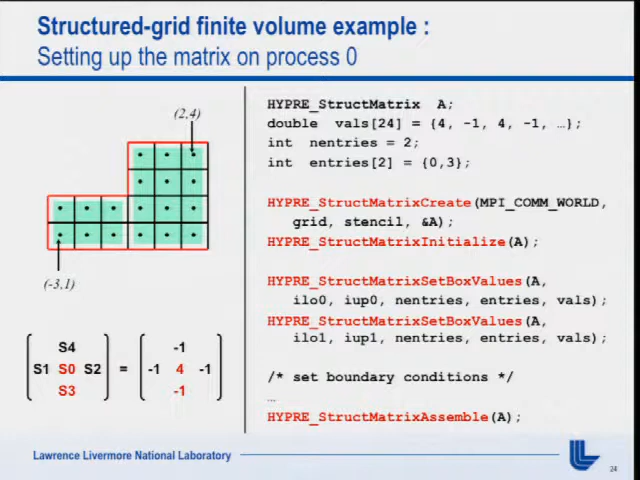 Structured-grid finite volume example :
Setting up the matrix on process 0
(2,4)
(-3,1)
S4
S1 S0 S2
S3
=
-1
-1 4 -1
-1
HYPRE_StructMatrix A;
double vals[24] = {4, -1, 4, -1, …};
int nentries = 2;
int entries[2] = {0,3};
HYPRE_StructMatrixCreate(MPI_COMM_WORLD,
grid, stencil, &A);
HYPRE_StructMatrixInitialize(A);
HYPRE_StructMatrixSetBoxValues(A,
ilo0, iup0, nentries, entries, vals);
HYPRE_StructMatrixSetBoxValues(A,
ilo1, iup1, nentries, entries, vals);
/* set boundary conditions */
…
HYPRE_StructMatrixAssemble(A);
Lawrence Livermore National Laboratory
24